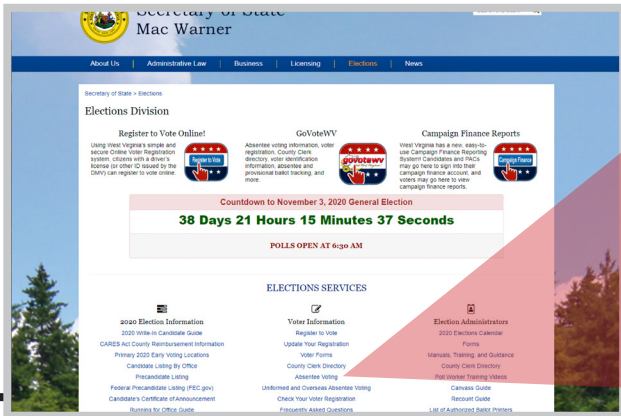 Secretary of State
Mac Warner
About Us | Administrative Law | Business | Licensing | Elections | News
Secretary of State > Elections
Elections Division
Register to Vote Online!
Using West Virginia's simple and
secure Online Voter Registration
system, citizens with a driver's
license (or other ID issued by the
DMV) can register to vote online.
Register to Vote
GoVoteWV
Absentee voting information, voter
registration, County Clerk
directory, voter identification
information, absentee and
provisional ballot tracking, and
more.
govotewv
Campaign Finance Reports
West Virginia has a new, easy-to-
use Campaign Finance Reporting
System! Candidates and PACs
may go here to sign into their
campaign finance account, and
voters may go here to view
campaign finance reports.
Campaign Finance
Countdown to November 3, 2020 General Election
38 Days 21 Hours 15 Minutes 37 Seconds
POLLS OPEN AT 6:30 AM
ELECTIONS SERVICES
2020 Election Information
2020 Write-In Candidate Guide
CARES Act County Reimbursement Information
Primary 2020 Early Voting Locations
Candidate Listing By Office
Precandidate Listing
Federal Precandidate Listing (FEC.gov)
Candidate's Certificate of Announcement
Running for Office Guide
Voter Information
Register to Vote
Update Your Registration
Voter Forms
County Clerk Directory
Absentee Voting
Uniformed and Overseas Absentee Voting
Check Your Voter Registration
Frequently Asked Questions
Election Administrators
2020 Elections Calendar
Forms
Manuals, Training, and Guidance
County Clerk Directory
Poll Worker Training Videos
Canvass Guide
Recount Guide
List of Authorized Ballot Printers